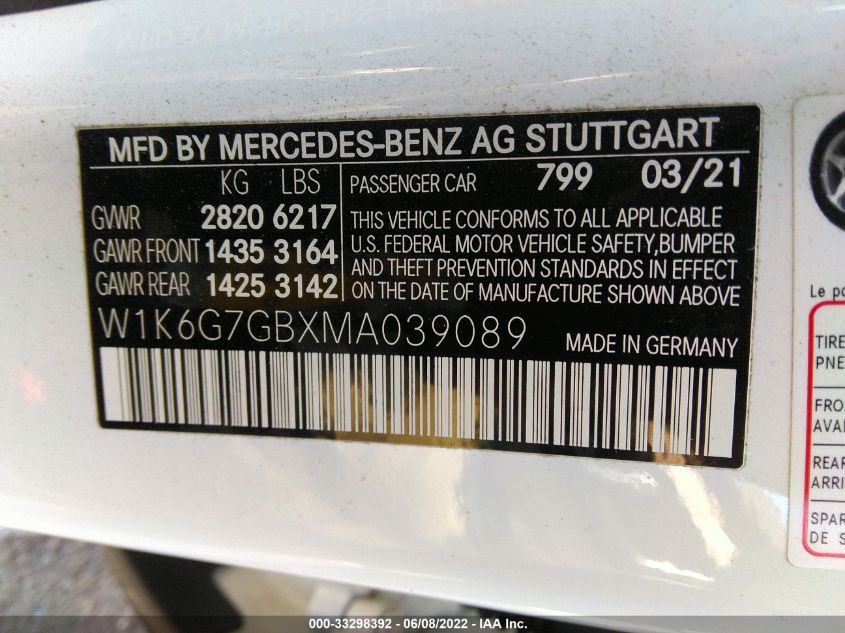 MFD BY MERCEDES-BENZ AG STUTTGART
KG LBS
GVWR 2820 6217
GAWR FRONT 1435 3164
GAWR REAR 1425 3142
PASSENGER CAR 799 03/21
THIS VEHICLE CONFORMS TO ALL APPLICABLE
U.S. FEDERAL MOTOR VEHICLE SAFETY,BUMPER
AND THEFT PREVENTION STANDARDS IN EFFECT
ON THE DATE OF MANUFACTURE SHOWN ABOVE
W1K6G7GBXMA039089
MADE IN GERMANY
Le po
TIRE
PNE
FRO
AVA
REAR
ARRI
SPAR
DE S
000-33298392 - 06/08/2022 - IAA Inc.